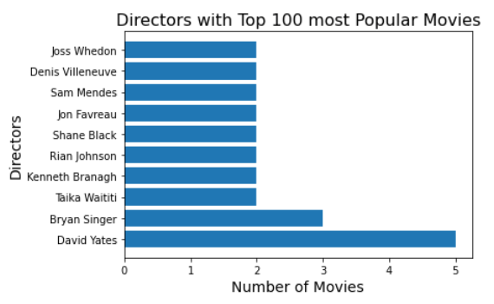 Directors with Top 100 most Popular Movies
Joss Whedon
Denis Villeneuve
Sam Mendes
Jon Favreau
Shane Black
Rian Johnson
Kenneth Branagh
Taika Waititi
Bryan Singer
David Yates
Directors
0 1 2 3 4 5
Number of Movies